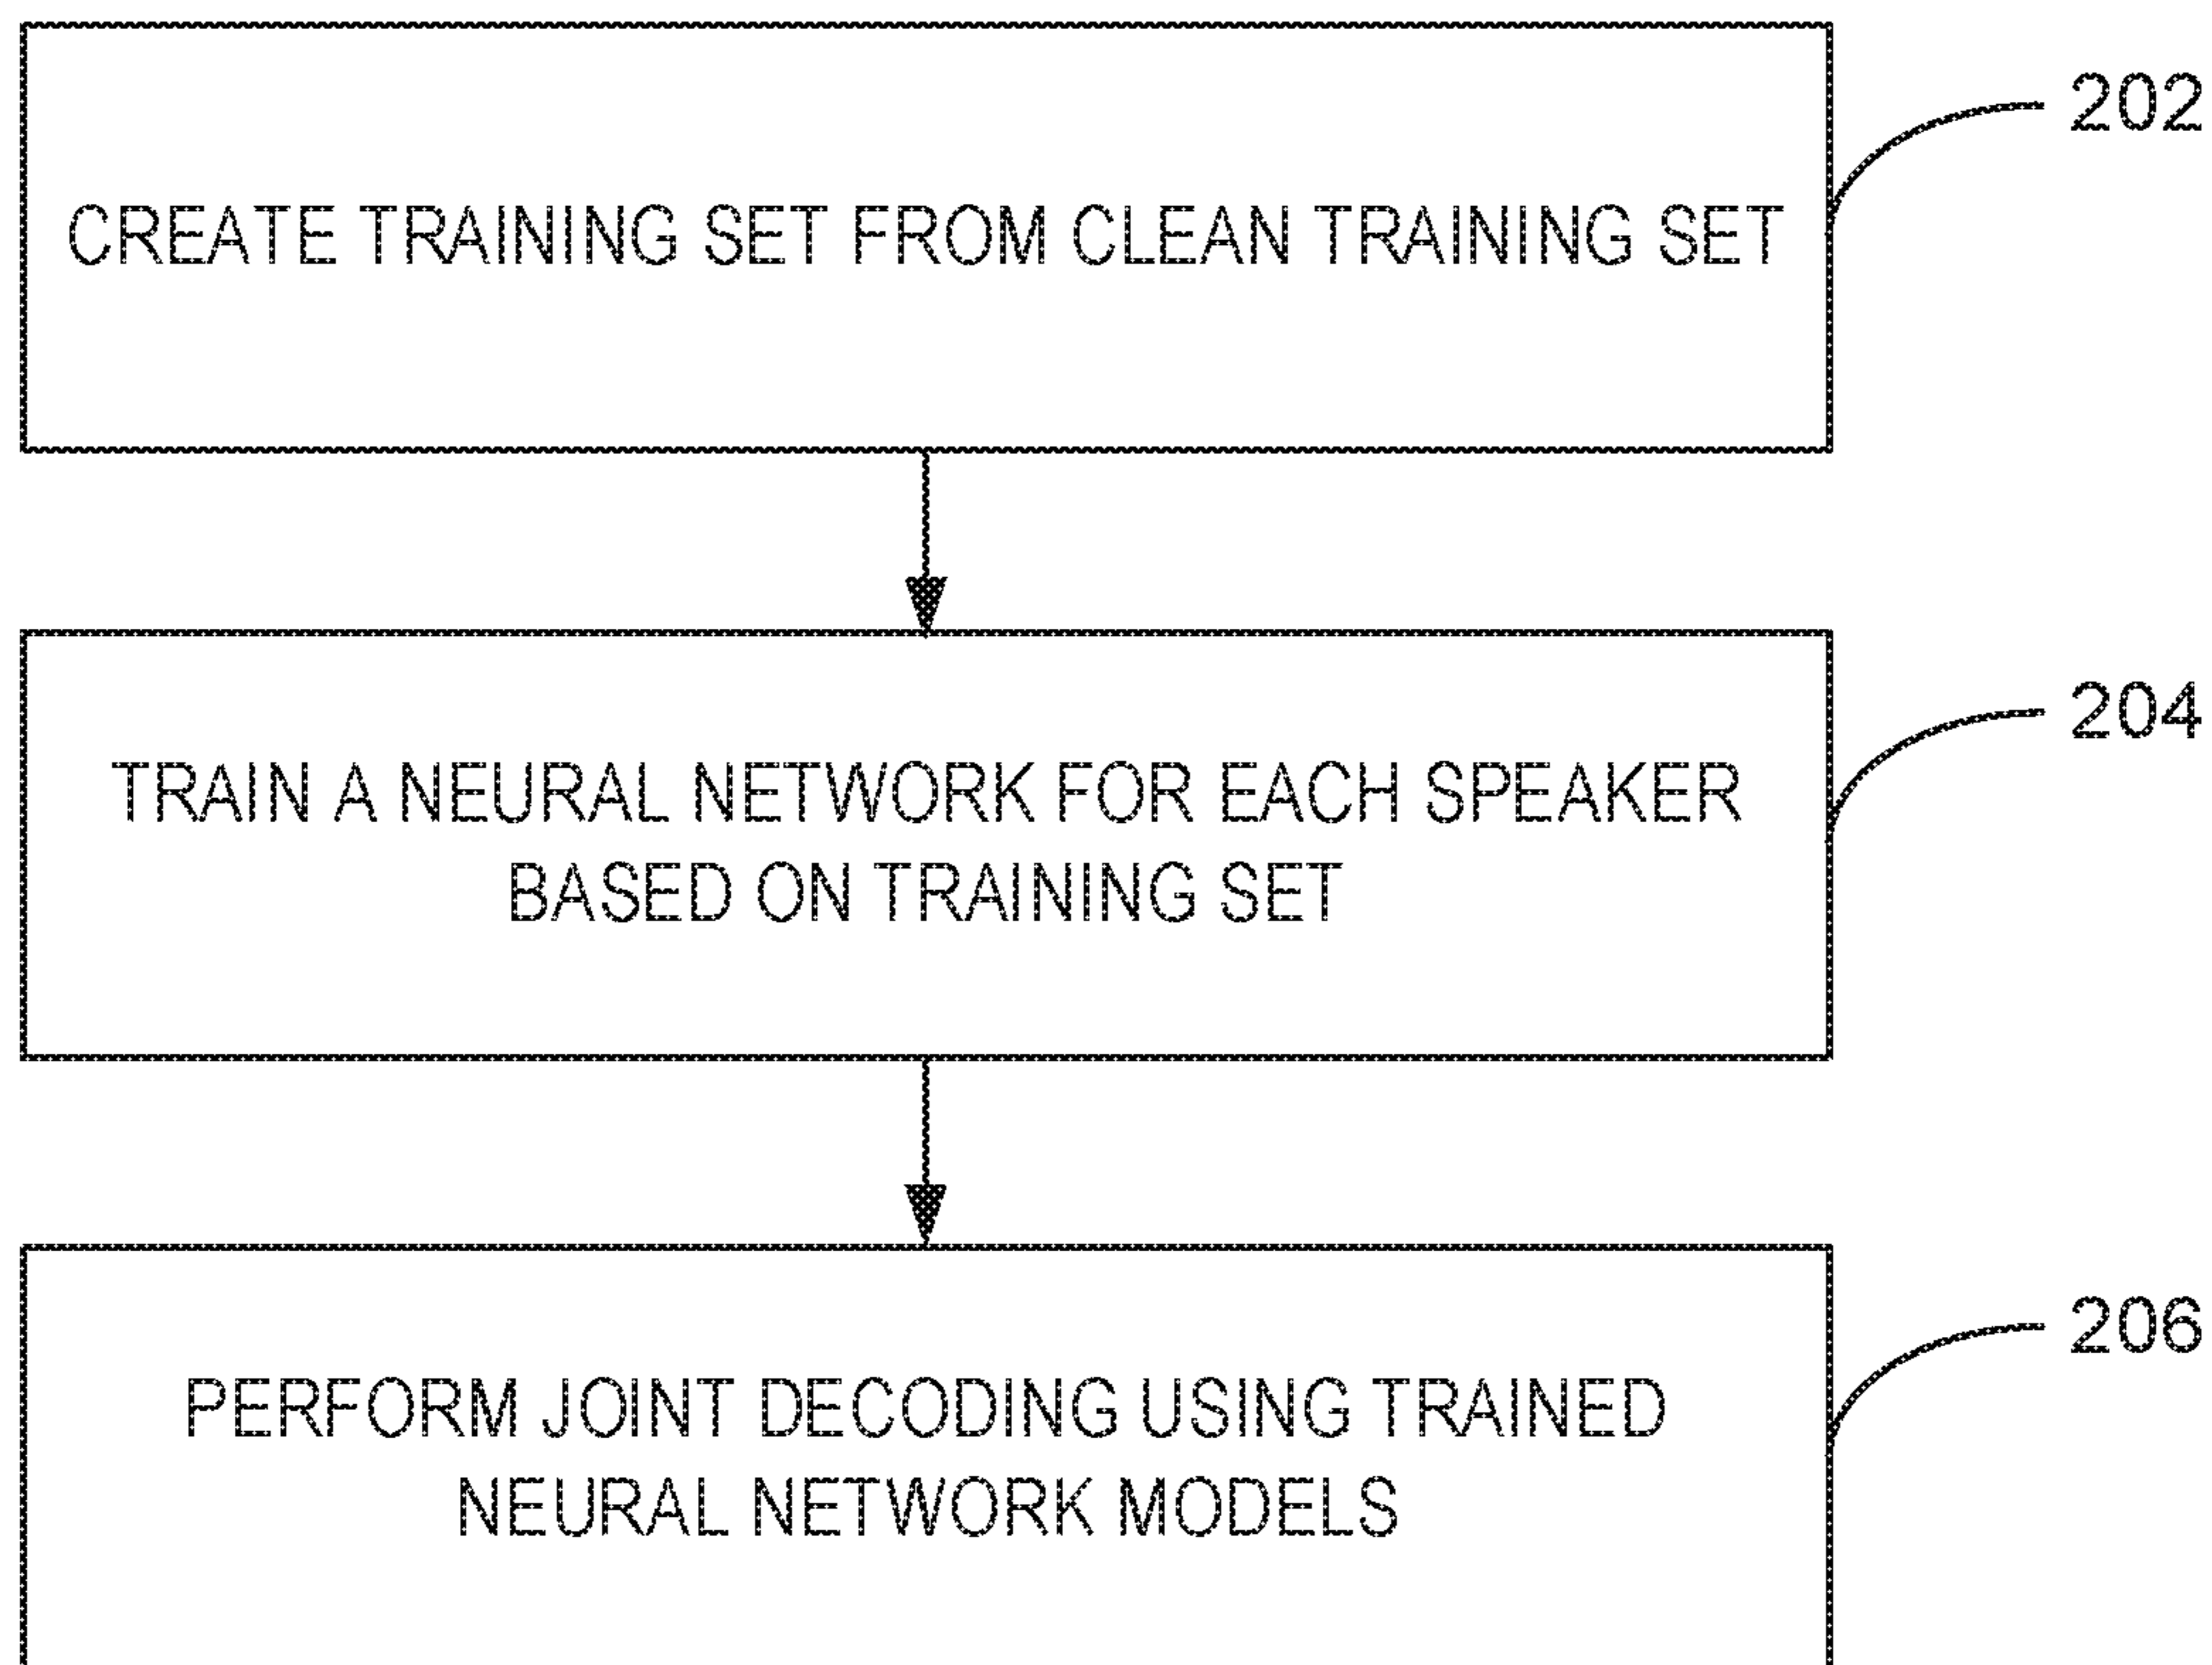 202
CREATE TRAINING SET FROM CLEAN TRAINING SET
204
TRAIN A NEURAL NETWORK FOR EACH SPEAKER
BASED ON TRAINING SET
206
PERFORM JOINT DECODING USING TRAINED
NEURAL NETWORK MODELS